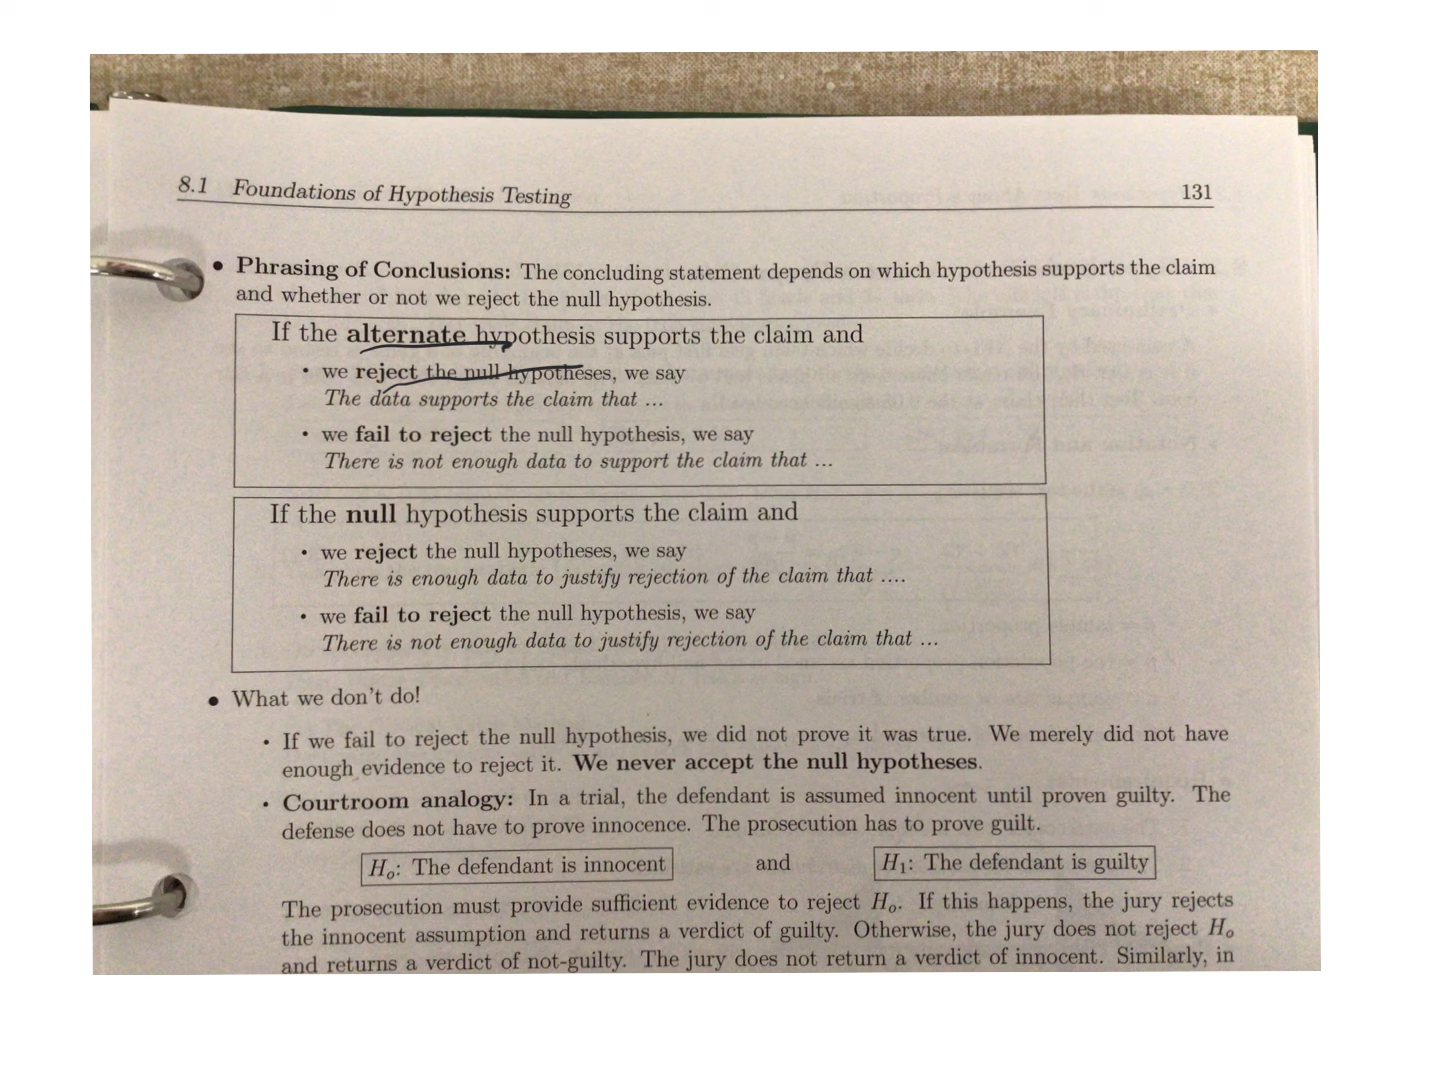 8.1 Foundations of Hypothesis Testing 131
• Phrasing of Conclusions: The concluding statement depends on which hypothesis supports the claim
and whether or not we reject the null hypothesis.
If the alternate hypothesis supports the claim and
• we reject the null hypotheses, we say
The data supports the claim that ...
• we fail to reject the null hypothesis, we say
There is not enough data to support the claim that ...
If the null hypothesis supports the claim and
• we reject the null hypotheses, we say
There is enough data to justify rejection of the claim that ....
• we fail to reject the null hypothesis, we say
There is not enough data to justify rejection of the claim that ...
• What we don't do!
• If we fail to reject the null hypothesis, we did not prove it was true. We merely did not have
enough evidence to reject it. We never accept the null hypotheses.
• Courtroom analogy: In a trial, the defendant is assumed innocent until proven guilty. The
defense does not have to prove innocence. The prosecution has to prove guilt.
Hₒ: The defendant is innocent and H₁: The defendant is guilty
The prosecution must provide sufficient evidence to reject Hₒ. If this happens, the jury rejects
the innocent assumption and returns a verdict of guilty. Otherwise, the jury does not reject Hₒ
and returns a verdict of not-guilty. The jury does not return a verdict of innocent. Similarly, in